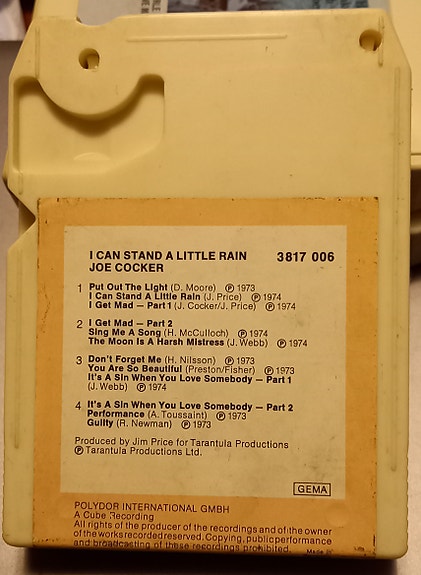 I CAN STAND A LITTLE RAIN 3817 006
JOE COCKER
1 Put Out The Light (D. Moore) Ⓟ 1973
I Can Stand A Little Rain (J. Price) Ⓟ 1974
I Get Mad – Part 1 (J. Cocker/J. Price) Ⓟ 1974
2 I Get Mad – Part 2
Sing Me A Song (H. McCulloch) Ⓟ 1974
The Moon Is A Harsh Mistress (J. Webb) Ⓟ 1974
3 Don't Forget Me (H. Nilsson) Ⓟ 1973
You Are So Beautiful (Preston/Fisher) Ⓟ 1973
It's A Sin When You Love Somebody – Part 1
(J. Webb) Ⓟ 1974
4 It's A Sin When You Love Somebody – Part 2
Performance (A. Toussaint) Ⓟ 1973
Guilty (R. Newman) Ⓟ 1973
Produced by Jim Price for Tarantula Productions
Ⓟ Tarantula Productions Ltd.
GEMA
POLYDOR INTERNATIONAL GMBH
A Cube Recording
All rights of the producer of the recordings and of the owner
of the works recorded reserved. Copying, public performance
and broadcasting of these recordings prohibited. Made